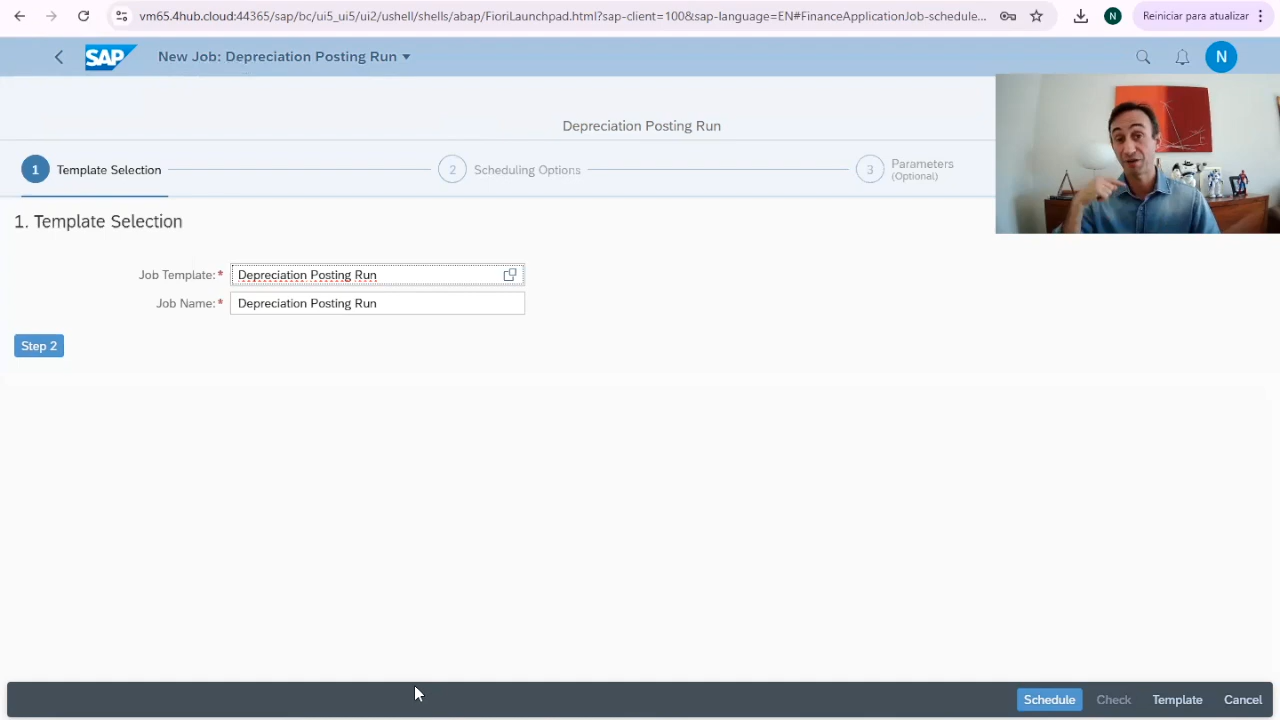 vm65.4hub.cloud:44365/sap/bc/ui5_ui5/ui2/ushell/shells/abap/FioriLaunchpad.html?sap-client=100&sap-language=EN#FinanceApplicationJob-schedule...
N
Reiniciar para atualizar
SAP
New Job: Depreciation Posting Run
N
Depreciation Posting Run
1 Template Selection
2 Scheduling Options
3 Parameters
(Optional)
1. Template Selection
Job Template:* Depreciation Posting Run
Job Name:* Depreciation Posting Run
Step 2
Schedule Check Template Cancel